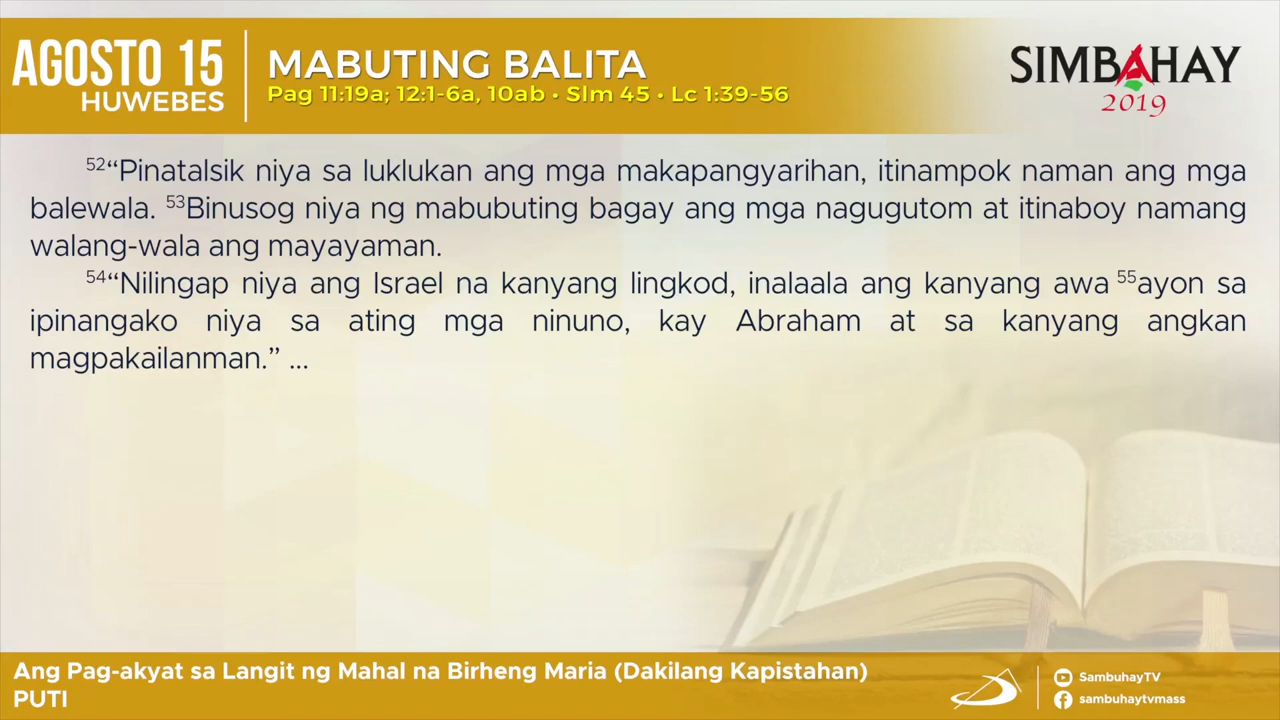 AGOSTO 15
HUWEBES
MABUTING BALITA
Pag 11:19a; 12:1-6a, 10ab • Slm 45 • Lc 1:39-56
SIMBAHAY
2019
52“Pinatalsik niya sa luklukan ang mga makapangyarihan, itinampok naman ang mga
balewala. 53Binusog niya ng mabubuting bagay ang mga nagugutom at itinaboy namang
walang-wala ang mayayaman.
54“Nilingap niya ang Israel na kanyang lingkod, inalaala ang kanyang awa 55ayon sa
ipinangako niya sa ating mga ninuno, kay Abraham at sa kanyang angkan
magpakailanman.” ...
Ang Pag-akyat sa Langit ng Mahal na Birheng Maria (Dakilang Kapistahan)
PUTI
SambuhayTV
sambuhaytvmass